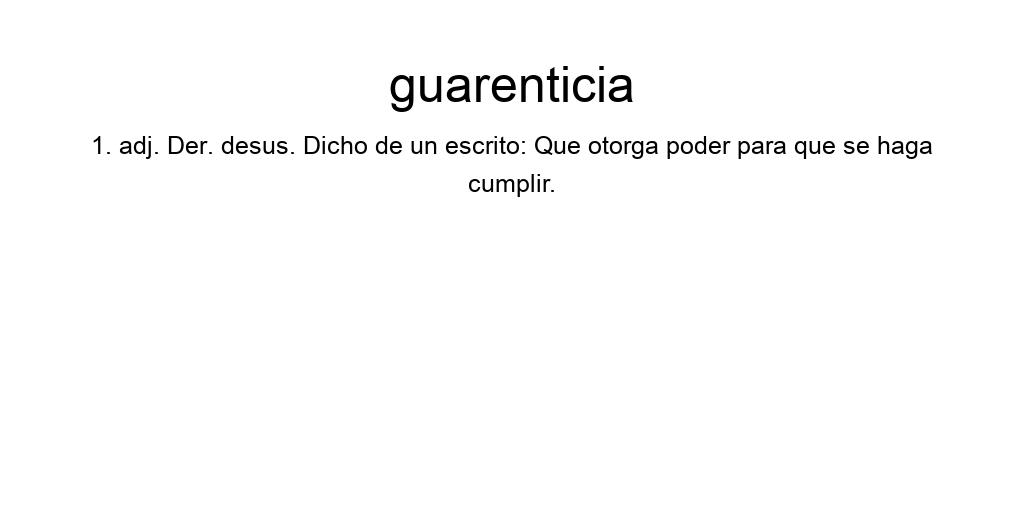 guarenticia
1. adj. Der. desus. Dicho de un escrito: Que otorga poder para que se haga
cumplir.